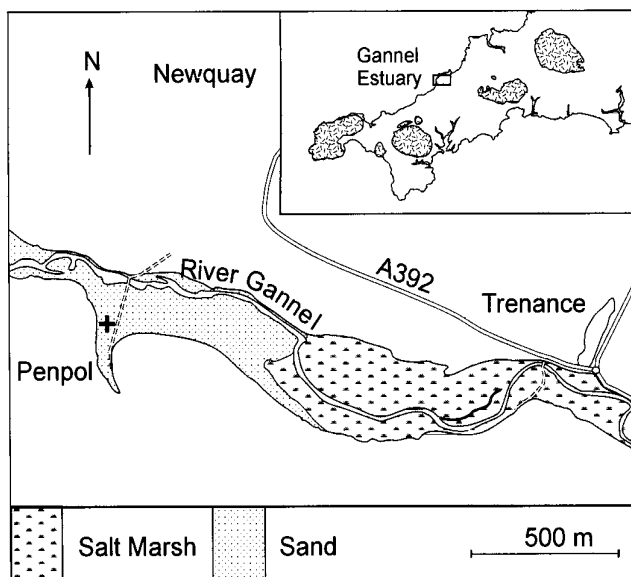 N
Newquay
Gannel
Estuary
A392
River Gannel
Trenance
Penpol
Salt Marsh
Sand
500 m